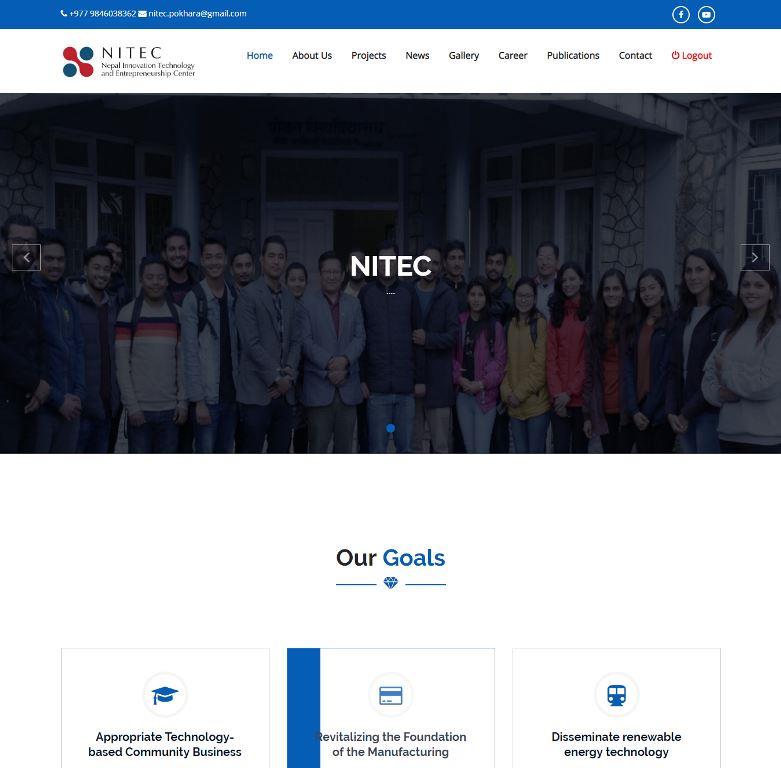 +977 9846038362 nitec.pokhara@gmail.com
NITEC
Nepal Innovation Technology
and Entrepreneurship Center
Home About Us Projects News Gallery Career Publications Contact Logout
NITEC
....
Our Goals
Appropriate Technology-
based Community Business
Revitalizing the Foundation
of the Manufacturing
Disseminate renewable
energy technology